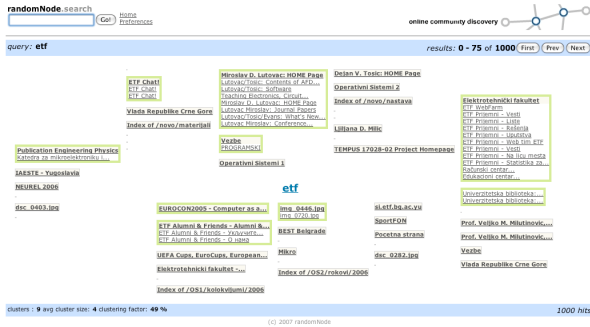 randomNode.search
Go!
Home
Preferences
online community discovery
query: etf
results: 0 - 75 of 1000
First
Prev
Next
ETF Chat!
ETF Chat!
ETF Chat!
Vlada Republike Crne Gore
Index of /novo/materijali
Publication Engineering Physics
Katedra za mikroelektroniku i...
IAESTE - Yugoslavia
NEUREL 2006
dsc_0403.jpg
Miroslav D. Lutovac: HOME Page
Lutovac/Tosic: Contents of AFD...
Lutovac/Tosic: Software
Teaching Electronics, Circuit...
Miroslav D. Lutovac: HOME Page
Lutovac Miroslav: Journal Papers
Lutovac/Tosic/Evans: What's New...
Lutovac Miroslav: Conference...
Vezbe
PROGRAMSKI
Operativni Sistemi 1
Dejan V. Tosic: HOME Page
Operativni Sistemi 2
Index of /novo/nastava
Ljiljana D. Milic
TEMPUS 17028-02 Project Homepage
Elektrotehnički fakultet
ETF WebFarm
ETF Prijemni - Vesti
ETF Prijemni - Liste
ETF Prijemni - Rešenja
ETF Prijemni - Uputstva
ETF Prijemni - Web tim ETF
ETF Prijemni - Vesti
ETF Prijemni - Na licu mesta
ETF Prijemni - Statistika za...
Računski centar...
Edukacioni centar...
Univerzitetska biblioteka:...
Univerzitetska biblioteka:...
etf
EUROCON2005 - Computer as a...
ETF Alumni & Friends - Alumni &...
ETF Alumni & Friends - Укључите...
ETF Alumni & Friends - О нама
UEFA Cups, EuroCups, European...
Elektrotehnicki fakultet -...
Index of /OS1/kolokvijumi/2006
img_0446.jpg
img_0720.jpg
BEST Belgrade
Mikro
Index of /OS2/rokovi/2006
si.etf.bg.ac.yu
SportFON
Pocetna strana
dsc_0282.jpg
Prof. Veljko M. Milutinovic,...
Prof. Veljko M. Milutinovic,...
Vezbe
Vlada Republike Crne Gore
clusters : 9 avg cluster size: 4 clustering factor: 49 %
1000 hits
(c) 2007 randomNode